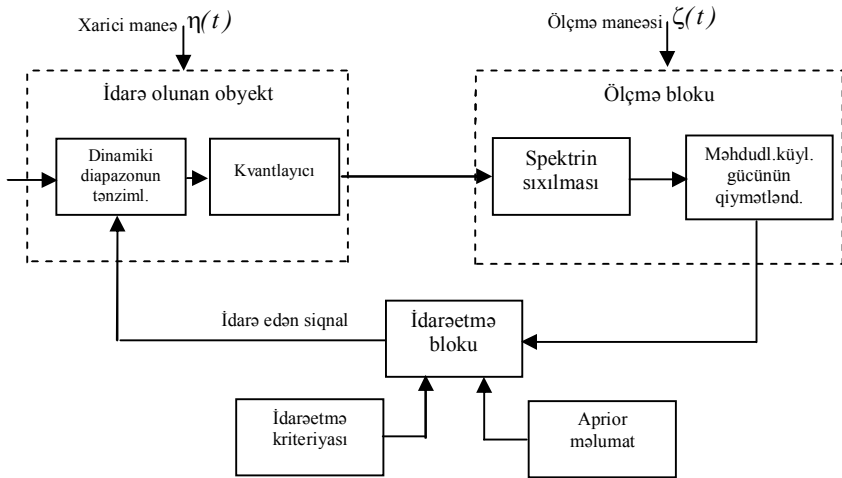 Xarici maneə η(t)
Ölçmə maneəsi ζ(t)
İdarə olunan obyekt
Ölçmə bloku
Dinamiki
diapazonun
tənziml.
Kvantlayıcı
Spektrin
sıxılması
Məhdudl.küyl.
gücünün
qiymətlənd.
İdarə edən siqnal
İdarəetmə
bloku
İdarəetmə
kriteriyası
Aprior
məlumat